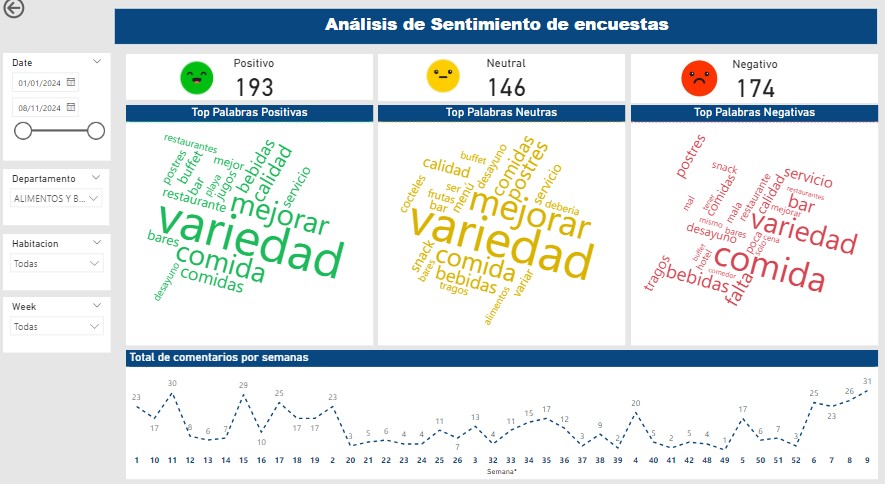 Análisis de Sentimiento de encuestas
Date
01/01/2024
08/11/2024
Departamento
ALIMENTOS Y B...
Habitacion
Todas
Week
Todas
Positivo
193
Neutral
146
Negativo
174
Top Palabras Positivas
restaurantes
mejor
bebidas
calidad
postres
buffet
bar
playa
jugos
servicio
restaurante
mejorar
variedad
bares
comida
comidas
desayuno
Top Palabras Neutras
buffet
desayuno
comidas
postres
calidad
servicio
cocteles
ser
frutas
menú
bar
deberia
mejorar
variedad
snack
bares
comida
bebidas
tragos
variar
alimentos
Top Palabras Negativas
postres
snack
servicio
restaurantes
restaurante
calidad
comidas
tener
mal
mala
bar
mejorar
mismo
bares
desayuno
variedad
poca
cena
solo
buffet
hotel
comida
comedor
tragos
bebidas
falta
Total de comentarios por semanas
23 17 30 8 6 7 29 10 25 17 17 23 3 5 6 4 4 11 7 13 4 11 15 17 12 3 9 2 20 5 2 5 4 1 17 6 7 3 25 23 26 31
1 10 11 12 13 14 15 16 17 18 19 2 20 21 22 23 24 25 26 3 32 33 34 35 36 37 38 39 4 40 41 42 48 49 5 50 51 52 6 7 8 9
Semana*